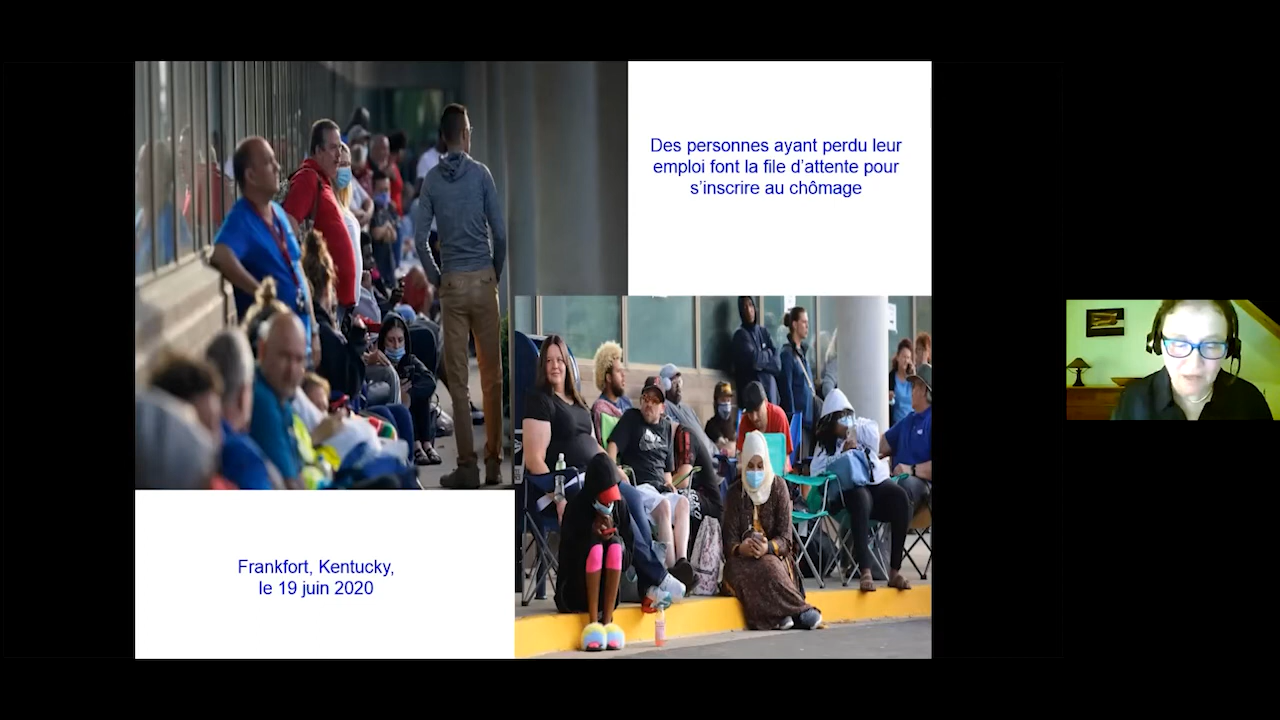 Des personnes ayant perdu leur
emploi font la file d'attente pour
s'inscrire au chômage
Frankfort, Kentucky,
le 19 juin 2020